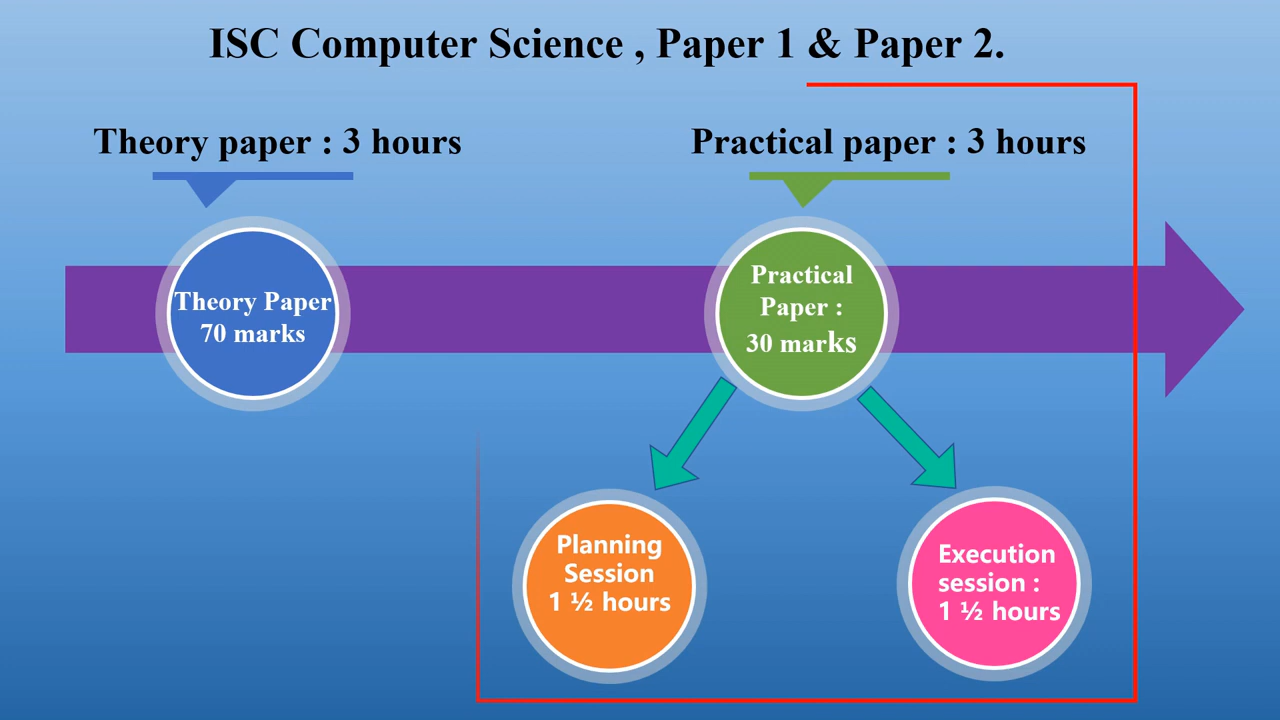 ISC Computer Science , Paper 1 & Paper 2.
Theory paper : 3 hours
Practical paper : 3 hours
Theory Paper
70 marks
Practical
Paper :
30 marks
Planning
Session
1 ½ hours
Execution
session :
1 ½ hours